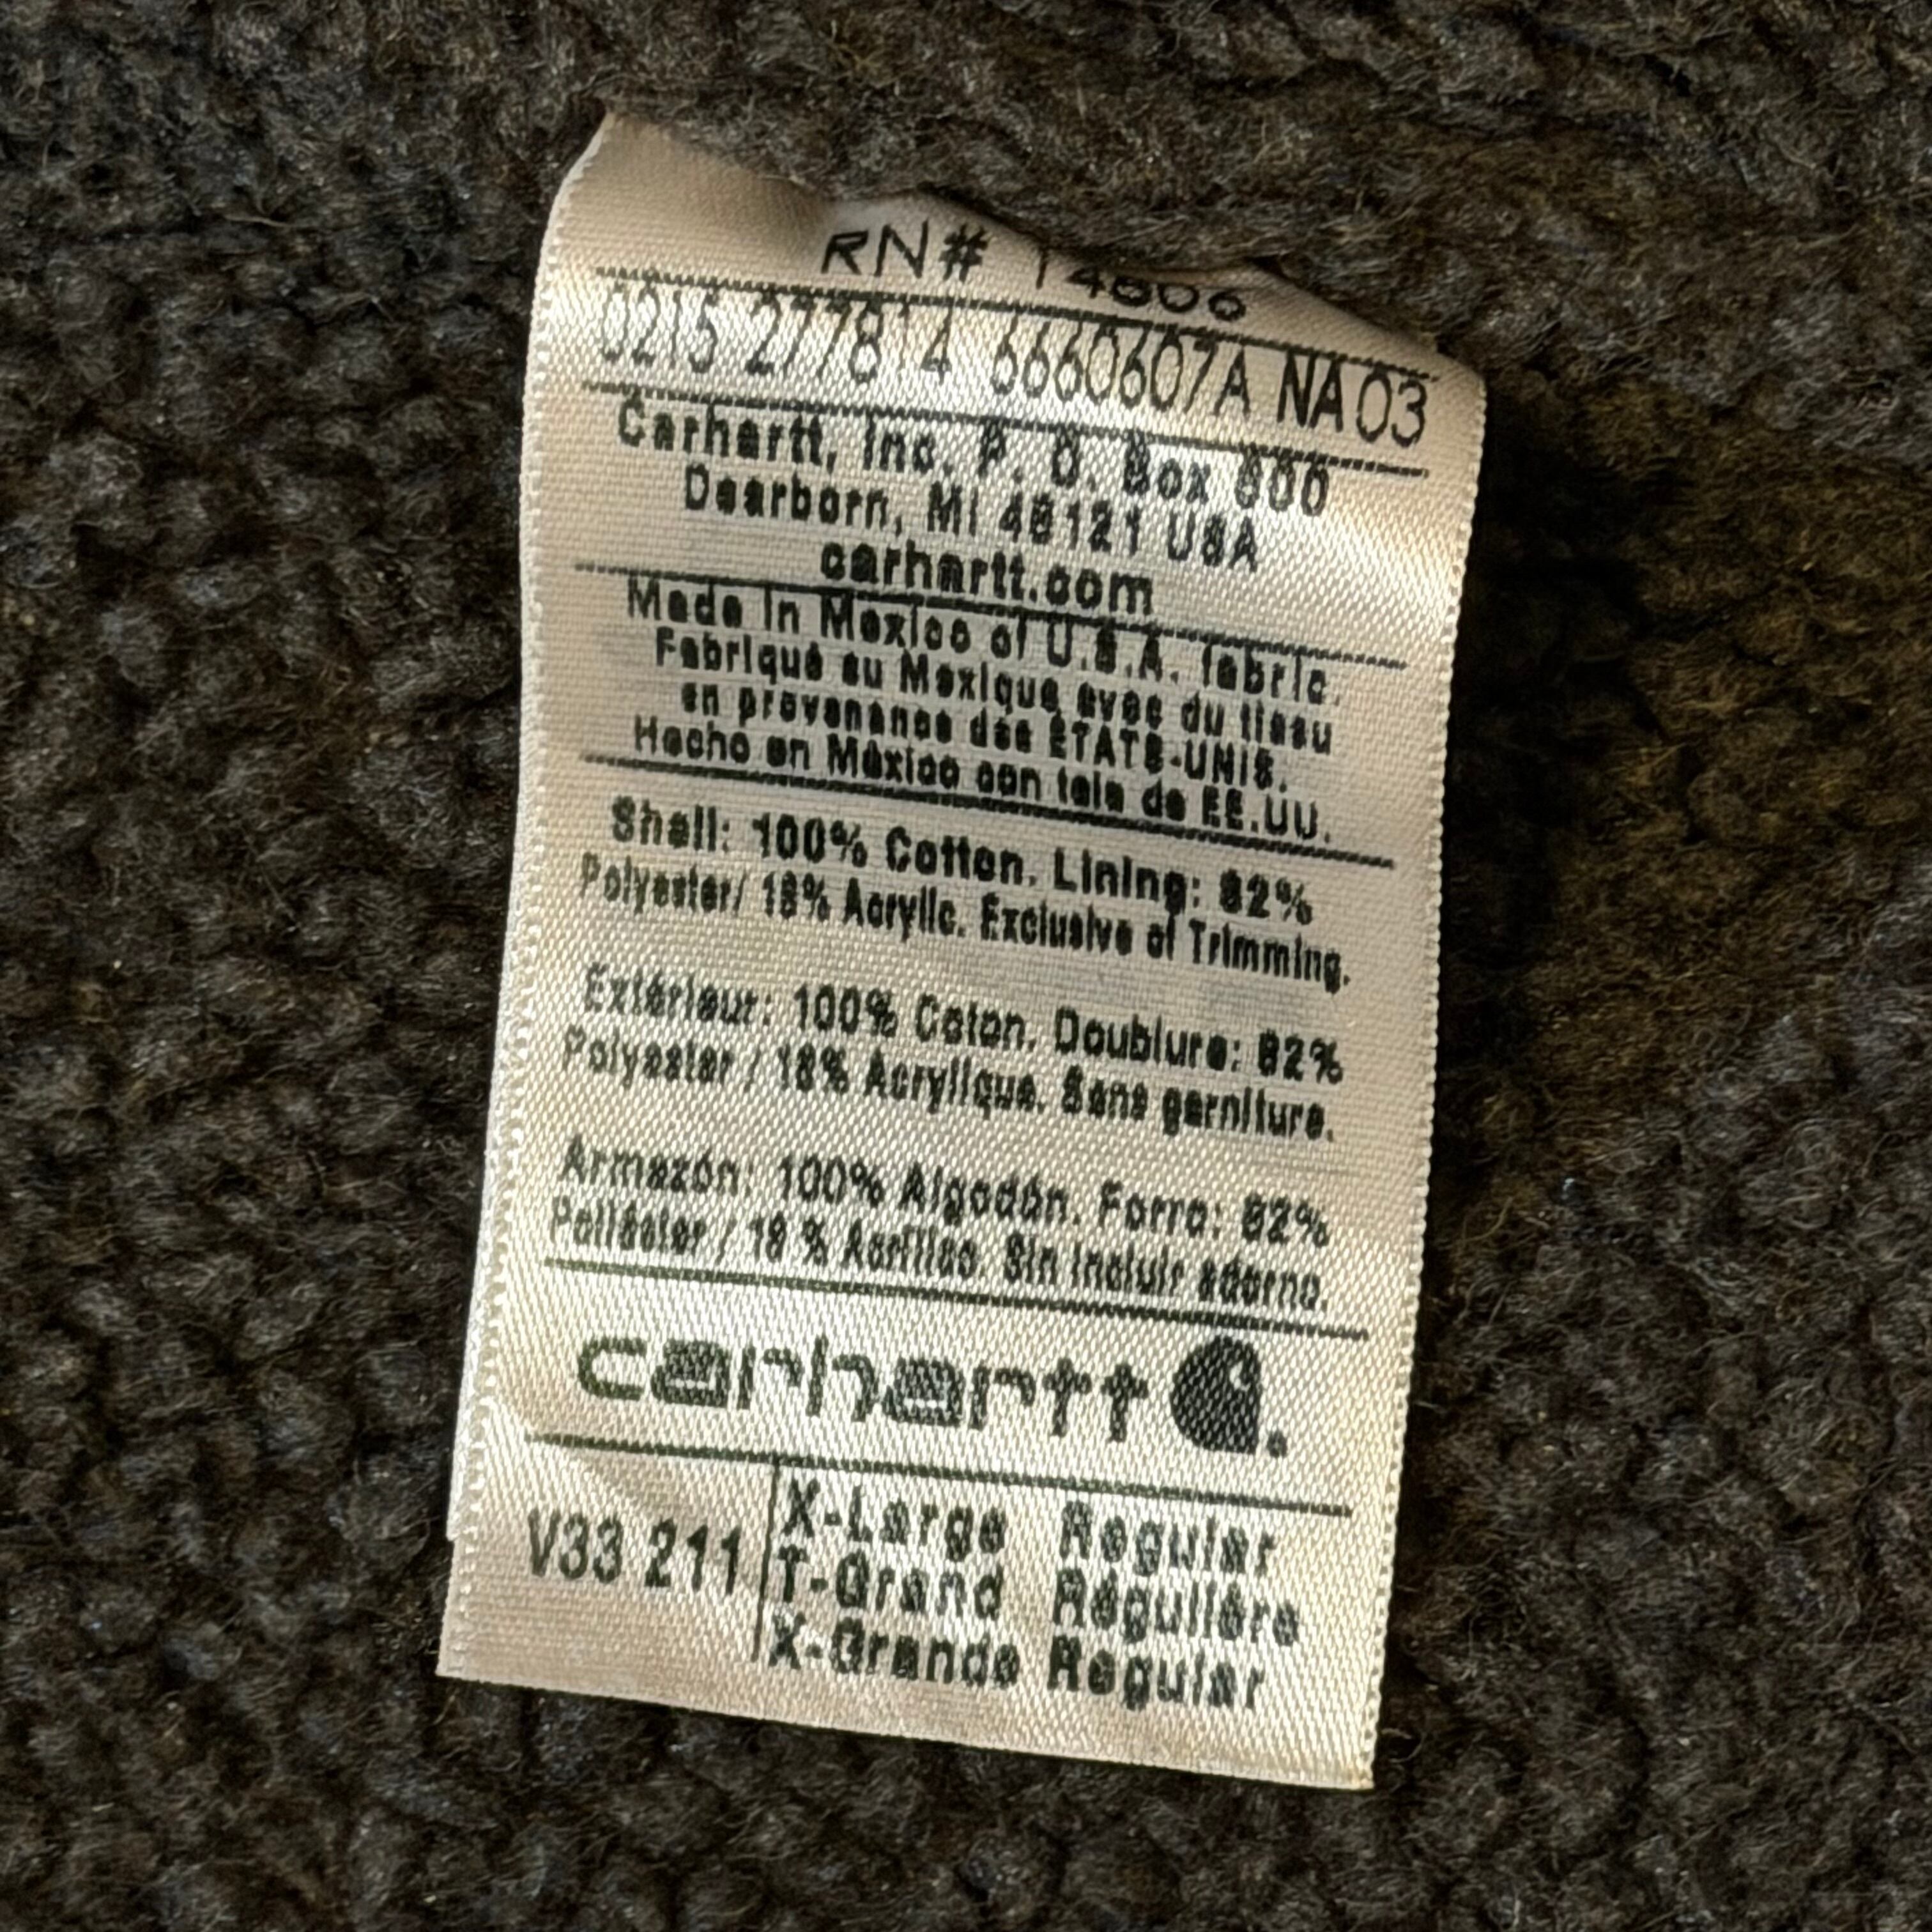 RN# 14806
0215 277814 6660607A NA03
Carhartt, Inc. P. O. Box 600
Dearborn, MI 48121 USA
carhartt.com
Made in Mexico of U.S.A. fabric.
Fabriqué au Mexique avec du tissu
en provenance des ÉTATS-UNIS.
Hecho en México con tela de EE.UU.
Shell: 100% Cotton. Lining: 82%
Polyester/ 18% Acrylic. Exclusive of Trimming.
Extérieur: 100% Coton. Doublure: 82%
Polyester / 18% Acrylique. Sans garniture.
Armazón: 100% Algodón. Forro: 82%
Poliéster / 18 % Acrílico. Sin incluir adorno.
carhartt
V33 211
X-Large Regular
T-Grand Régulière
X-Grande Regular